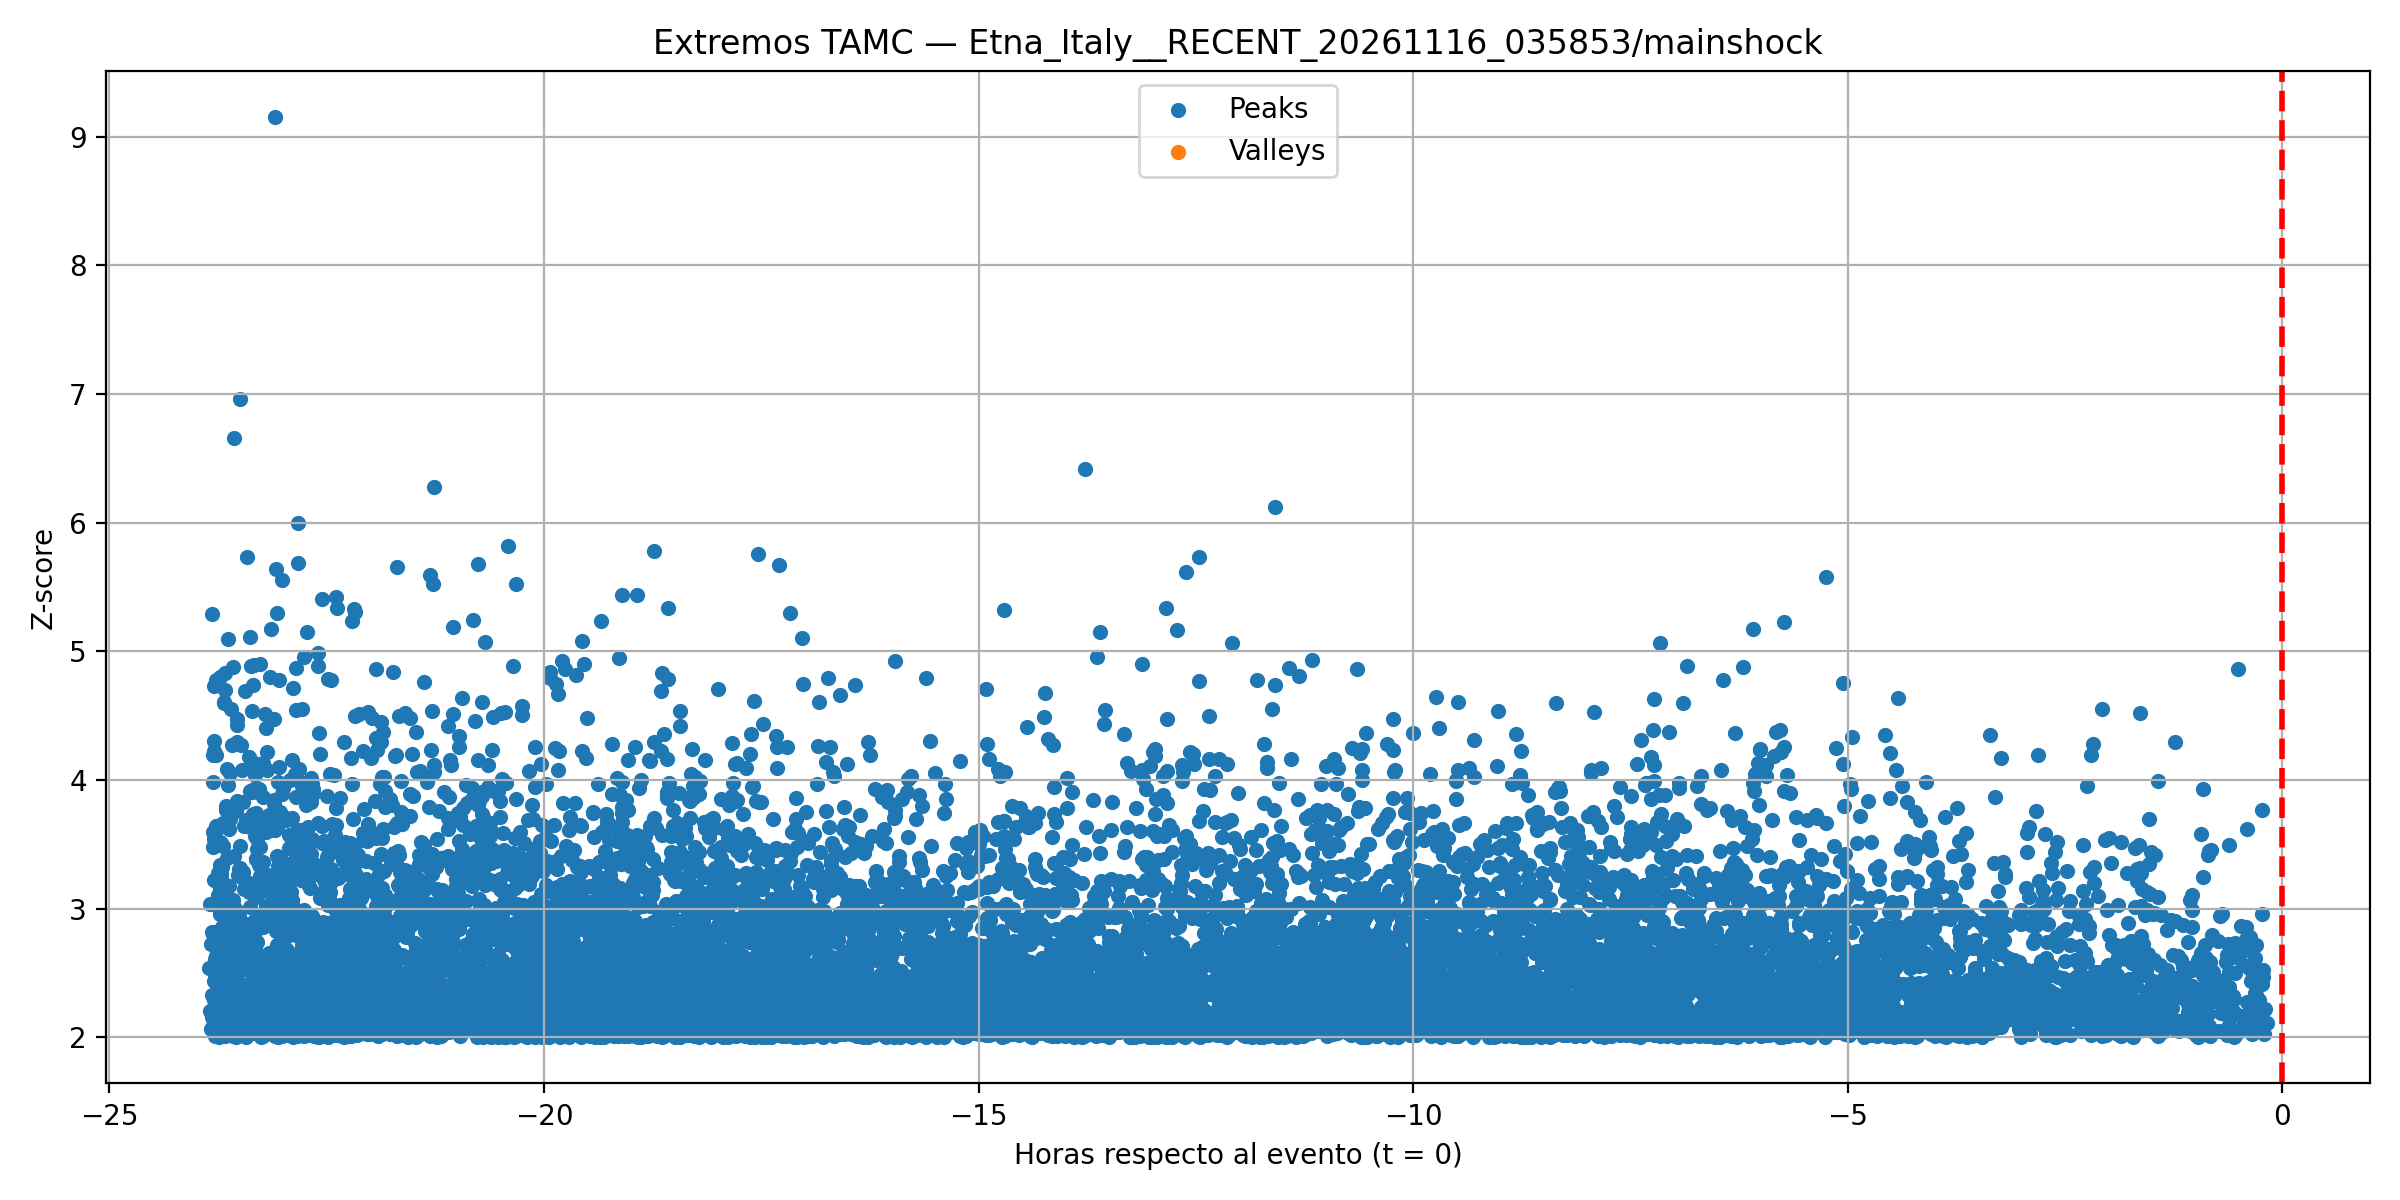 Extremos TAMC — Etna_Italy__RECENT_20261116_035853/mainshock
Peaks
Valleys
Z-score
9
8
7
6
5
4
3
2
−25
−20
−15
−10
−5
0
Horas respecto al evento (t = 0)